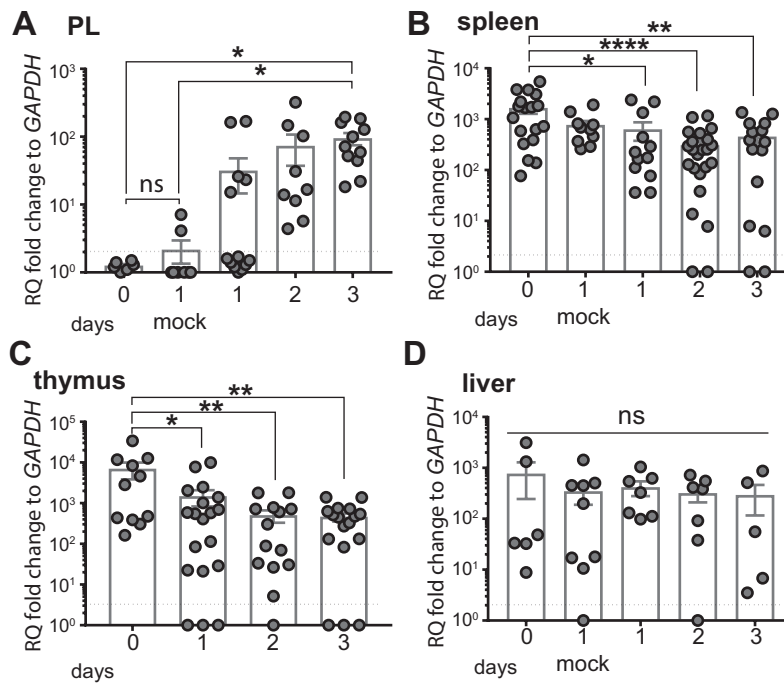 A PL
*
*
ns
RQ fold change to GAPDH
10³
10²
10¹
10⁰
0 1 1 2 3
days mock
B spleen
**
****
*
RQ fold change to GAPDH
10⁴
10³
10²
10¹
10⁰
0 1 1 2 3
days mock
C thymus
**
**
*
RQ fold change to GAPDH
10⁵
10⁴
10³
10²
10¹
10⁰
0 1 2 3
days
D liver
ns
RQ fold change to GAPDH
10⁴
10³
10²
10¹
10⁰
0 1 1 2 3
days mock